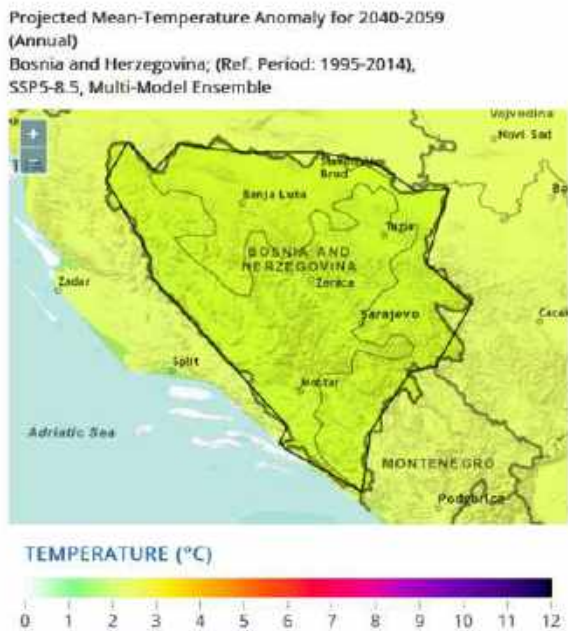 Projected Mean-Temperature Anomaly for 2040-2059
(Annual)
Bosnia and Herzegovina; (Ref. Period: 1995-2014),
SSP5-8.5, Multi-Model Ensemble
+
Vojvodina
Novi Sad
Brod
Banja Luka
Tuzla
BOSNIA AND
HERZEGOVINA
Zenica
Zadar
Sarajevo
Split
Mostar
Adriatic Sea
MONTENEGRO
Podgorica
TEMPERATURE (°C)
0 1 2 3 4 5 6 7 8 9 10 11 12